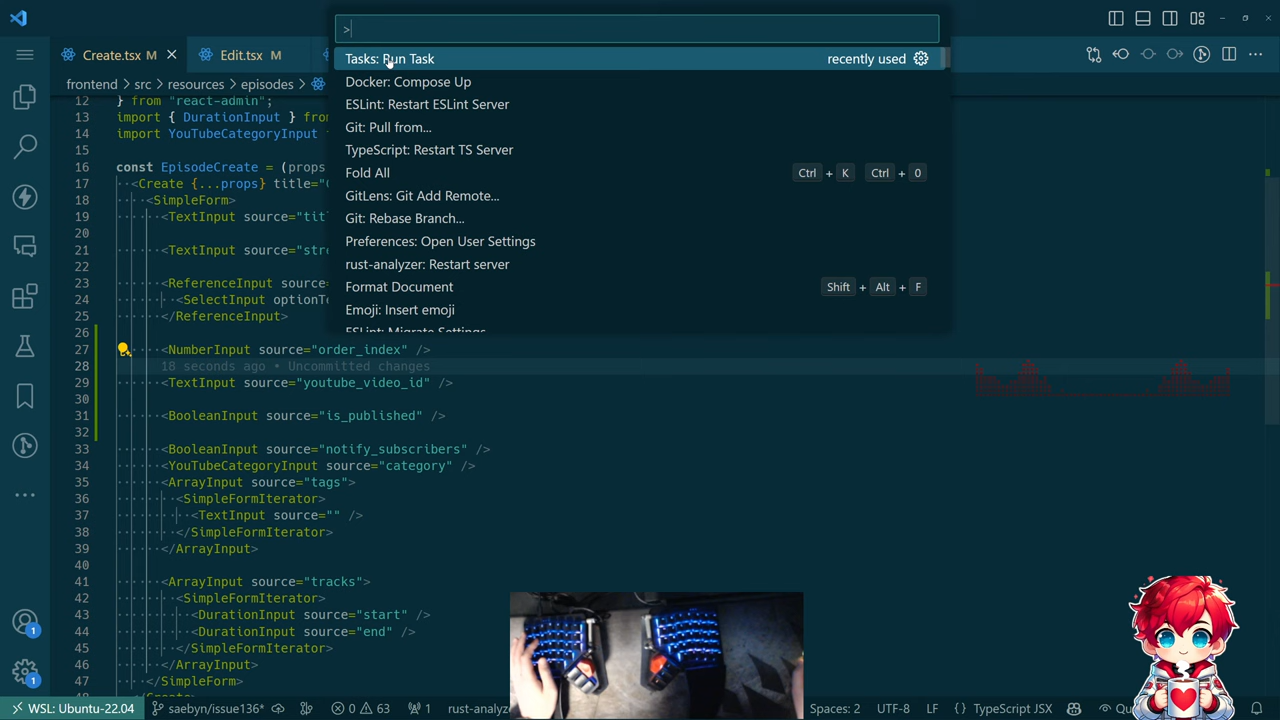 >
Create.tsx M
Edit.tsx M
Tasks: Run Task recently used
Docker: Compose Up
ESLint: Restart ESLint Server
Git: Pull from...
TypeScript: Restart TS Server
Fold All Ctrl + K Ctrl + 0
GitLens: Git Add Remote...
Git: Rebase Branch...
Preferences: Open User Settings
rust-analyzer: Restart server
Format Document Shift + Alt + F
Emoji: Insert emoji
ESLint: Migrate Settings
frontend > src > resources > episodes >
12 } from "react-admin";
13 import { DurationInput } from
14 import YouTubeCategoryInput
15
16 const EpisodeCreate = (props
17 <Create {...props} title="
18 <SimpleForm>
19 <TextInput source="tit
20
21 <TextInput source="str
22
23 <ReferenceInput source=
24 <SelectInput optionTe
25 </ReferenceInput>
26
27 <NumberInput source="order_index" />
28 18 seconds ago • Uncommitted changes
29 <TextInput source="youtube_video_id" />
30
31 <BooleanInput source="is_published" />
32
33 <BooleanInput source="notify_subscribers" />
34 <YouTubeCategoryInput source="category" />
35 <ArrayInput source="tags">
36 <SimpleFormIterator>
37 <TextInput source="" />
38 </SimpleFormIterator>
39 </ArrayInput>
40
41 <ArrayInput source="tracks">
42 <SimpleFormIterator>
43 <DurationInput source="start" />
44 <DurationInput source="end" />
45 </SimpleFormIterator>
46 </ArrayInput>
47 </SimpleForm>
1
1
WSL: Ubuntu-22.04 saebyn/issue136* 0 63 1 rust-analyz Spaces: 2 UTF-8 LF {} TypeScript JSX